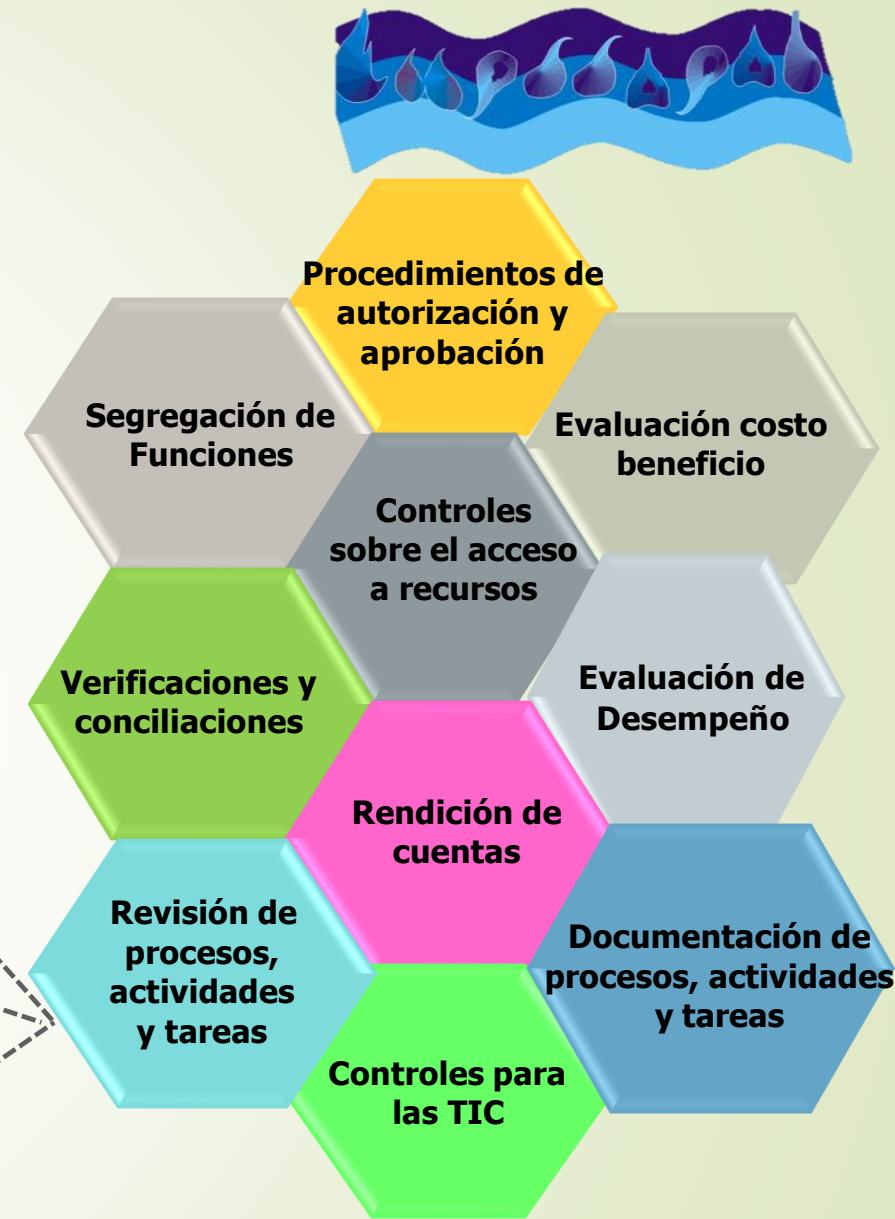 Procedimientos de
autorización y
aprobación
Segregación de
Funciones
Evaluación costo
beneficio
Controles
sobre el acceso
a recursos
Verificaciones y
conciliaciones
Evaluación de
Desempeño
Rendición de
cuentas
Revisión de
procesos,
actividades
y tareas
Documentación de
procesos, actividades
y tareas
Controles para
las TIC